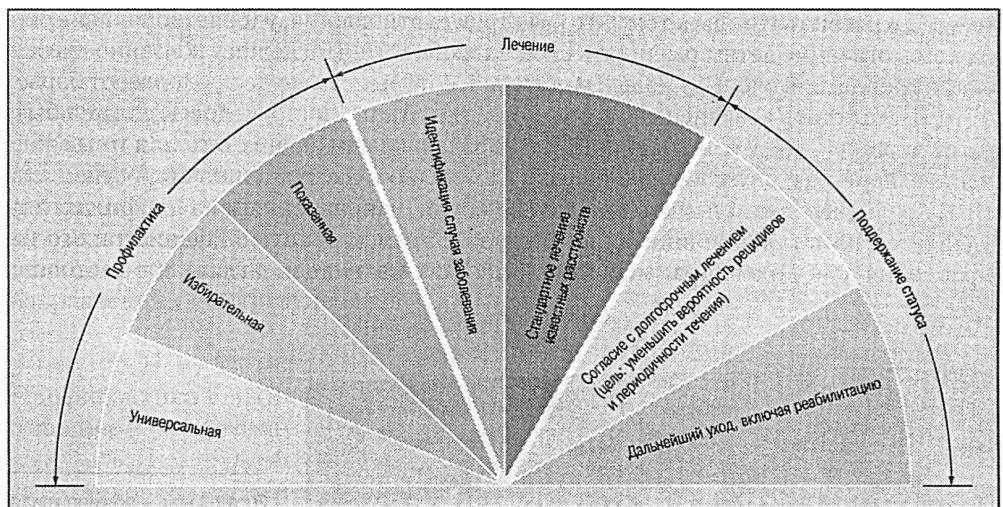 Лечение
Профилактика
Поддержание статуса
Универсальная
Избирательная
Показанная
Идентификация случая заболевания
Стандартное лечение
известных расстройств
Согласие с долгосрочным лечением
(цель: уменьшить вероятность рецидивов
и периодичности течения)
Дальнейший уход, включая реабилитацию